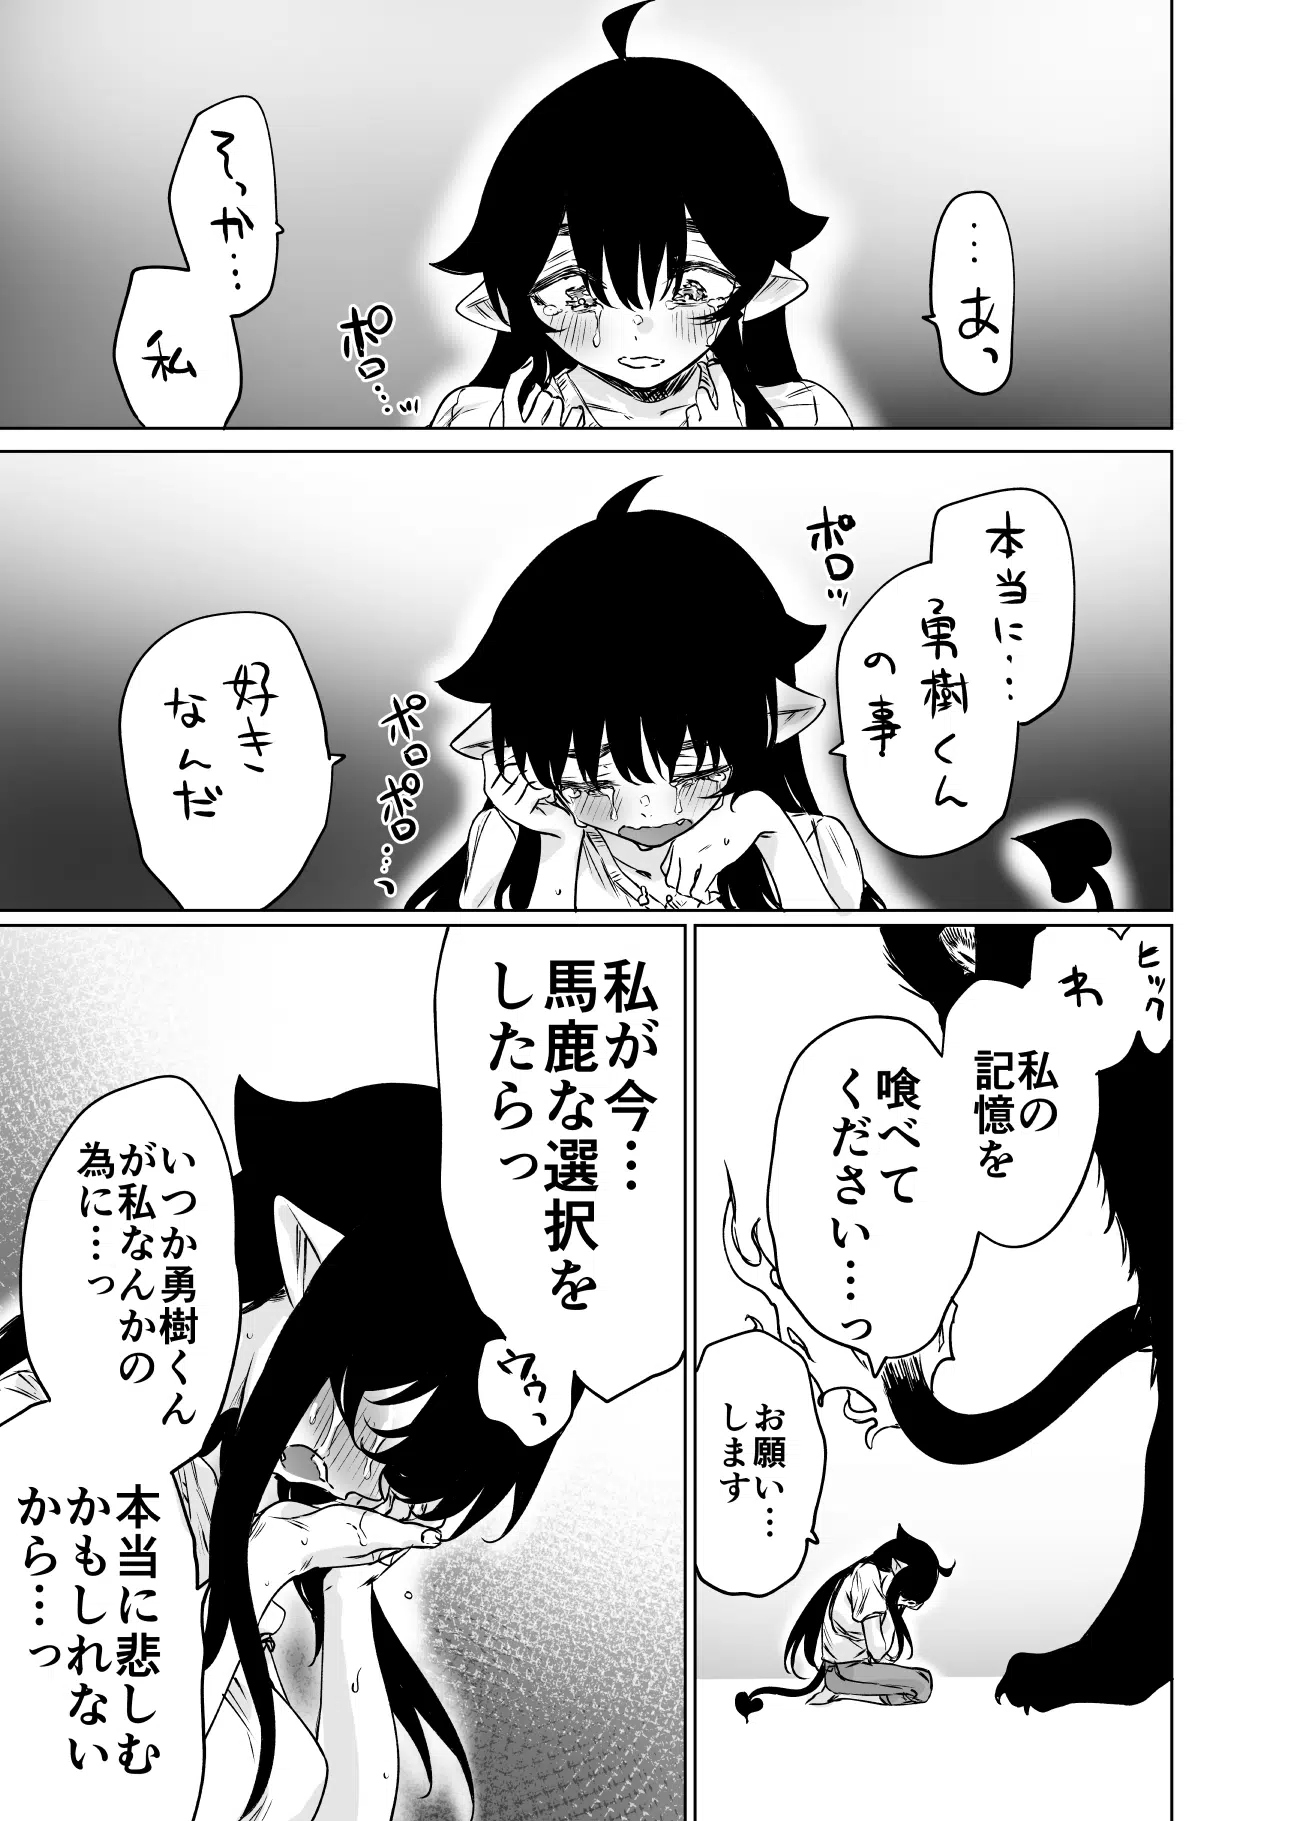 …あっ
そっか…
私
ポロ…
本当に…
勇樹くん
の事
ポロッ
好き
なんだ
ポロポロ…
ヒック
わ
私の
記憶を
喰べて
ください…っ
お願い…
します
私が今…
馬鹿な選択を
したらっ
ウゥっ
いつか勇樹くん
が私なんかの
為に…っ
本当に悲しむ
かもしれない
から…っ